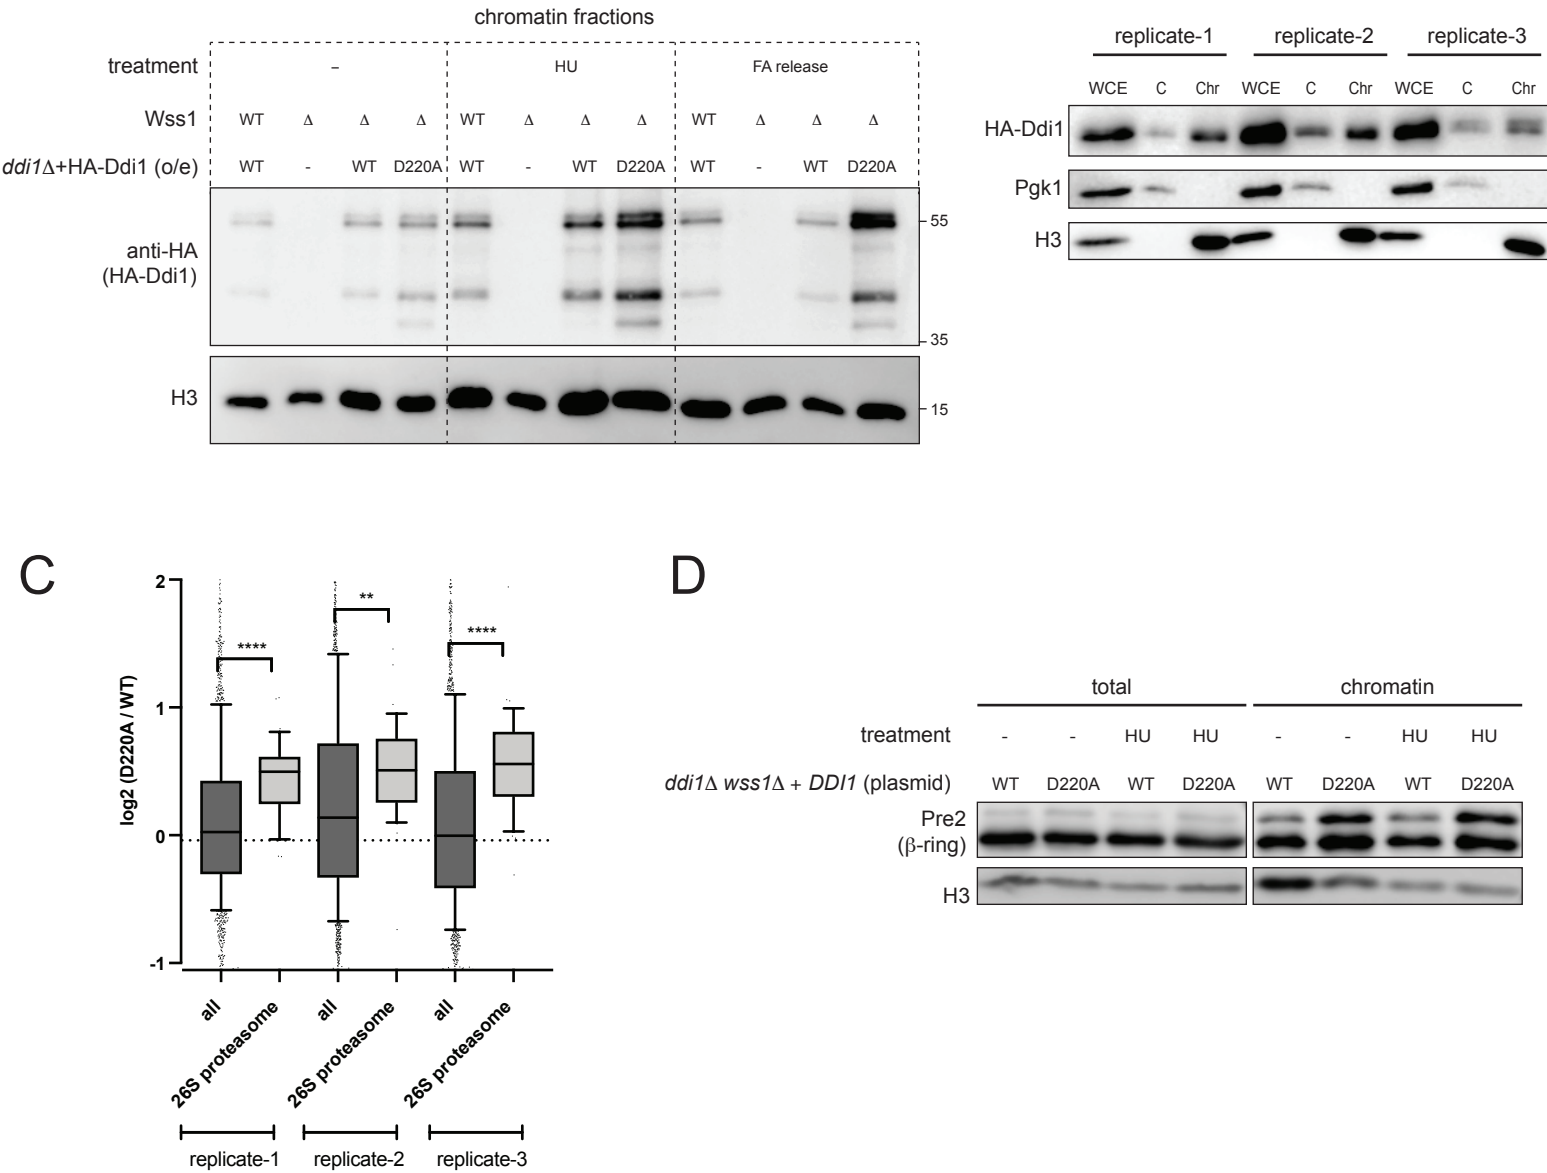 chromatin fractions
treatment – HU FA release
Wss1 WT Δ Δ Δ WT Δ Δ Δ WT Δ Δ Δ
ddi1Δ+HA-Ddi1 (o/e) WT - WT D220A WT - WT D220A WT - WT D220A
anti-HA
(HA-Ddi1)
55
35
H3
15
replicate-1 replicate-2 replicate-3
WCE C Chr WCE C Chr WCE C Chr
HA-Ddi1
Pgk1
H3
C
log2 (D220A / WT)
2
1
0
-1
**** ** ****
all 26S proteasome all 26S proteasome all 26S proteasome
replicate-1 replicate-2 replicate-3
D
total chromatin
treatment - - HU HU - - HU HU
ddi1Δ wss1Δ + DDI1 (plasmid) WT D220A WT D220A WT D220A WT D220A
Pre2
(β-ring)
H3